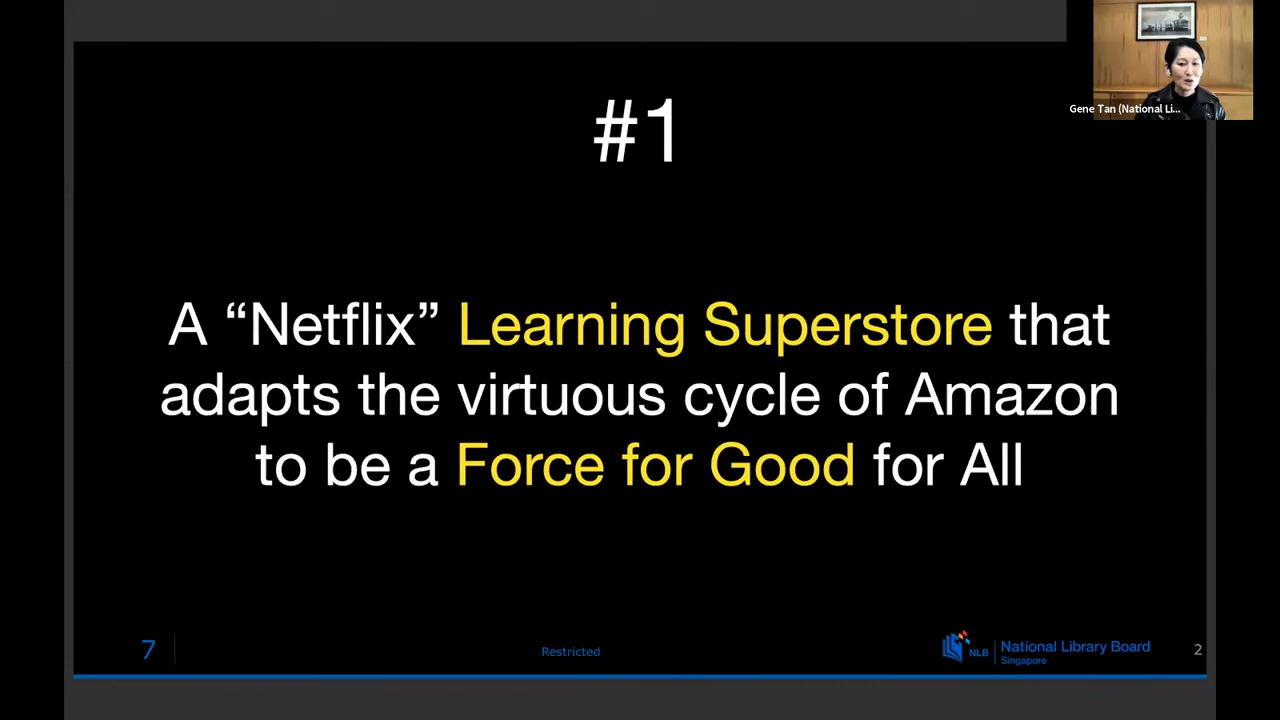 Gene Tan (National Li...
#1
A “Netflix” Learning Superstore that
adapts the virtuous cycle of Amazon
to be a Force for Good for All
7
Restricted
NLB
National Library Board
Singapore
2